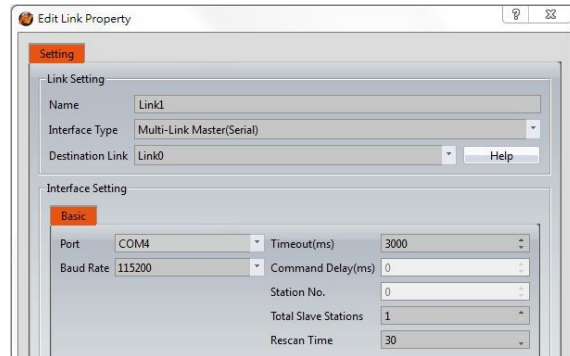 Edit Link Property
Setting
Link Setting
Name Link1
Interface Type Multi-Link Master(Serial)
Destination Link Link0 Help
Interface Setting
Basic
Port COM4 Timeout(ms) 3000
Baud Rate 115200 Command Delay(ms) 0
Station No. 0
Total Slave Stations 1
Rescan Time 30